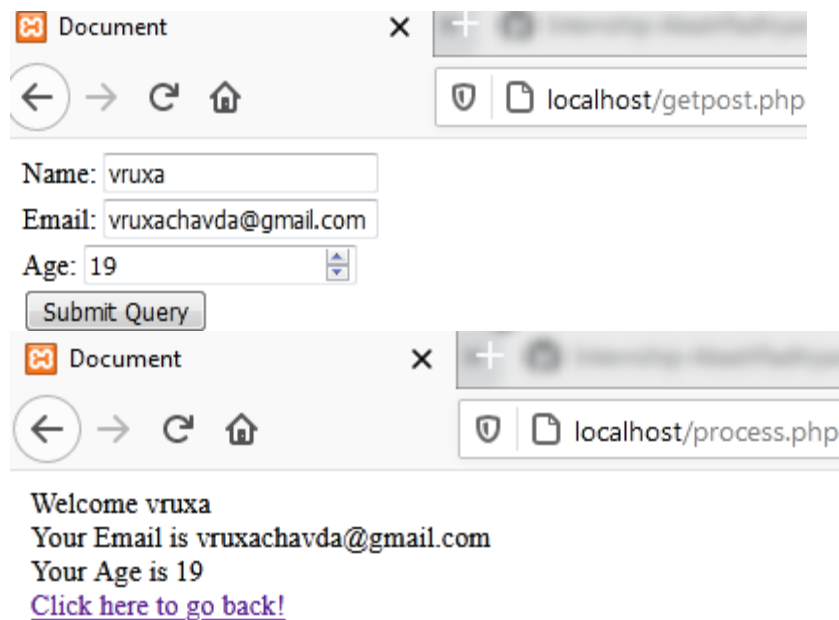 Document
localhost/getpost.php
Name: vruxa
Email: vruxachavda@gmail.com
Age: 19
Submit Query
Document
localhost/process.php
Welcome vruxa
Your Email is vruxachavda@gmail.com
Your Age is 19
Click here to go back!